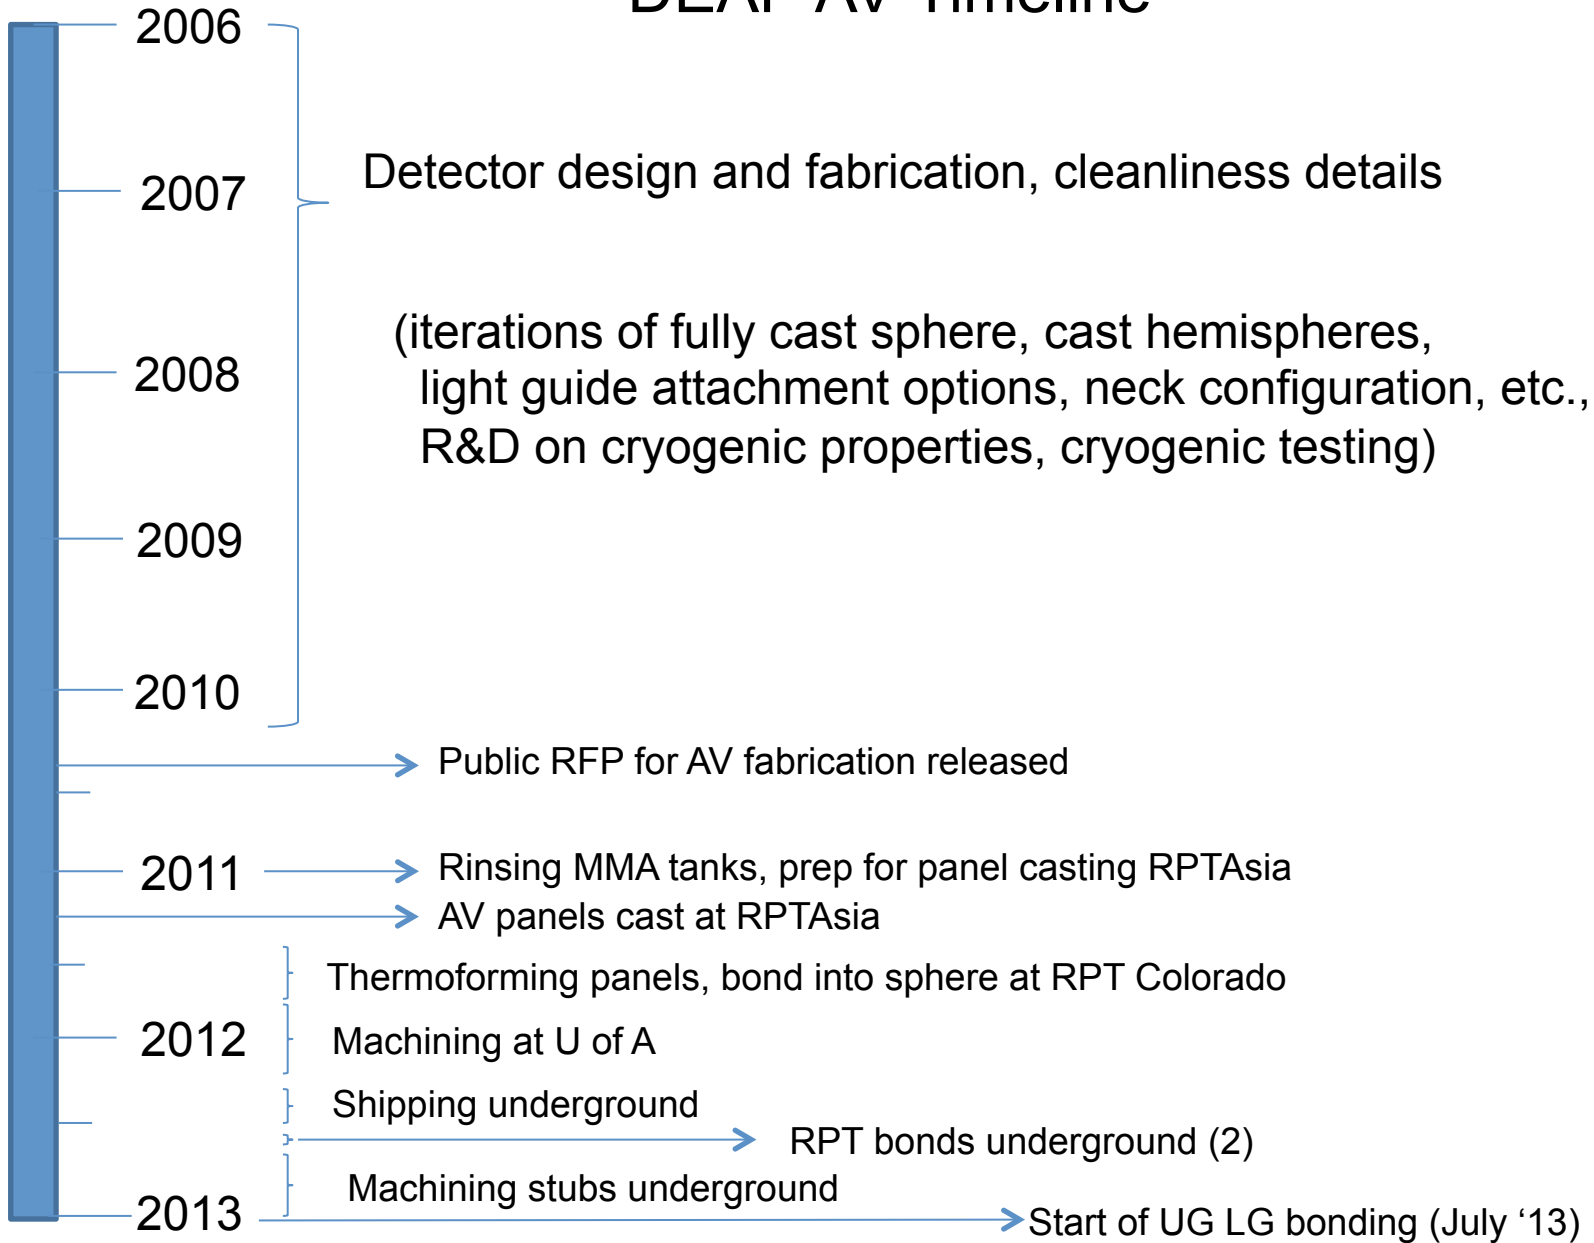 DEAP AV Timeline
2006
2007
Detector design and fabrication, cleanliness details
(iterations of fully cast sphere, cast hemispheres,
2008
light guide attachment options, neck configuration, etc.,
R&D on cryogenic properties, cryogenic testing)
2009
2010
Public RFP for AV fabrication released
2011
Rinsing MMA tanks, prep for panel casting RPTAsia
AV panels cast at RPTAsia
Thermoforming panels, bond into sphere at RPT Colorado
2012
Machining at U of A
Shipping underground
RPT bonds underground (2)
Machining stubs underground
2013
Start of UG LG bonding (July ‘13)